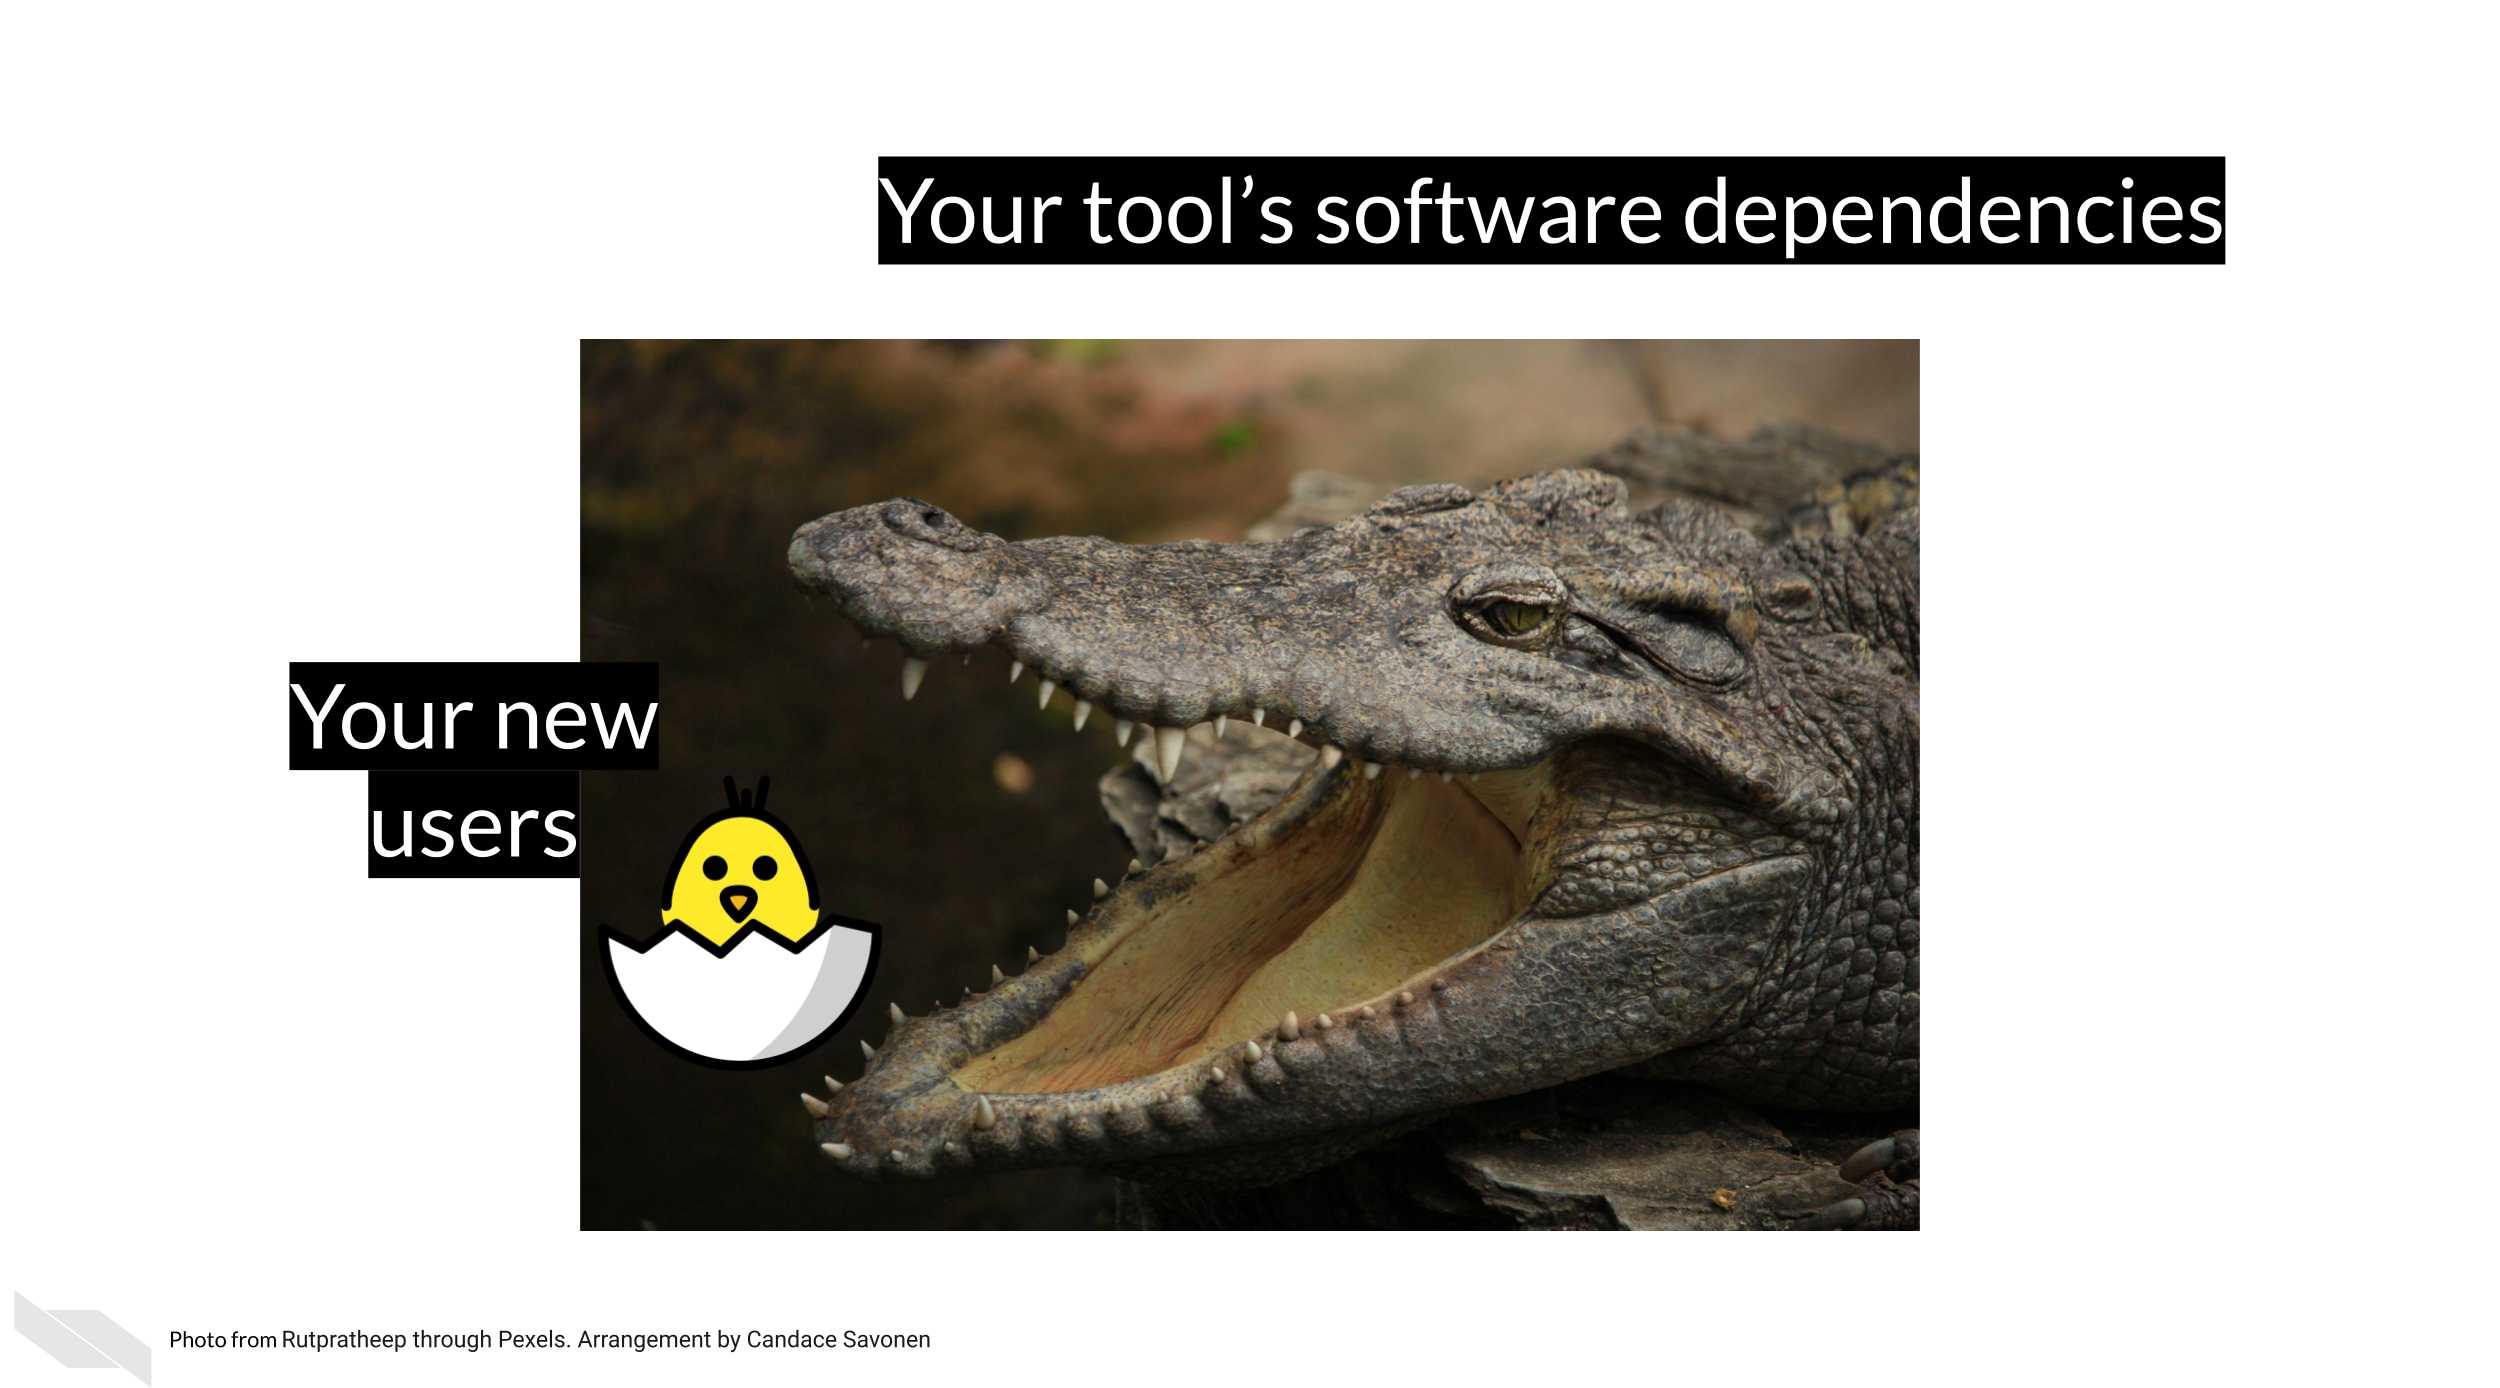 Your tool’s software dependencies
Your new
users
Photo from Rutpratheep through Pexels. Arrangement by Candace Savonen